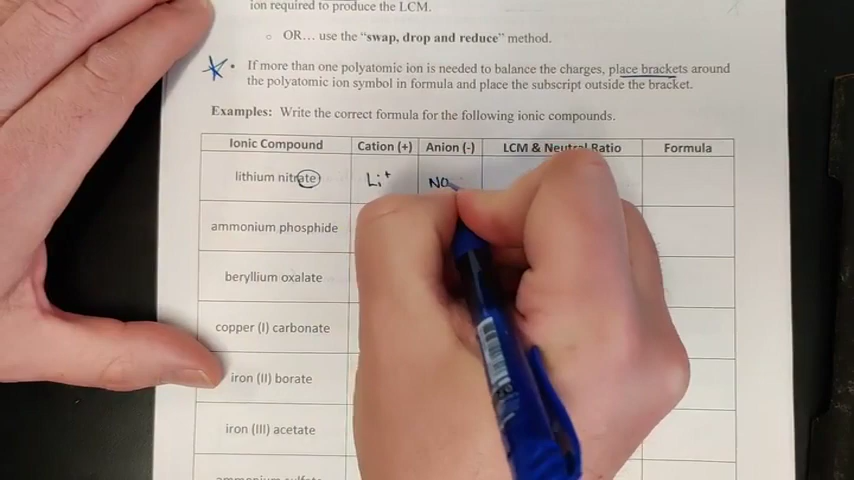 ion required to produce the LCM.
○ OR… use the “swap, drop and reduce” method.
• If more than one polyatomic ion is needed to balance the charges, place brackets around
the polyatomic ion symbol in formula and place the subscript outside the bracket.
Examples: Write the correct formula for the following ionic compounds.
Ionic Compound Cation (+) Anion (-) LCM & Neutral Ratio Formula
lithium nitrate Li+ NO
ammonium phosphide
beryllium oxalate
copper (I) carbonate
iron (II) borate
iron (III) acetate
ammonium sulfate